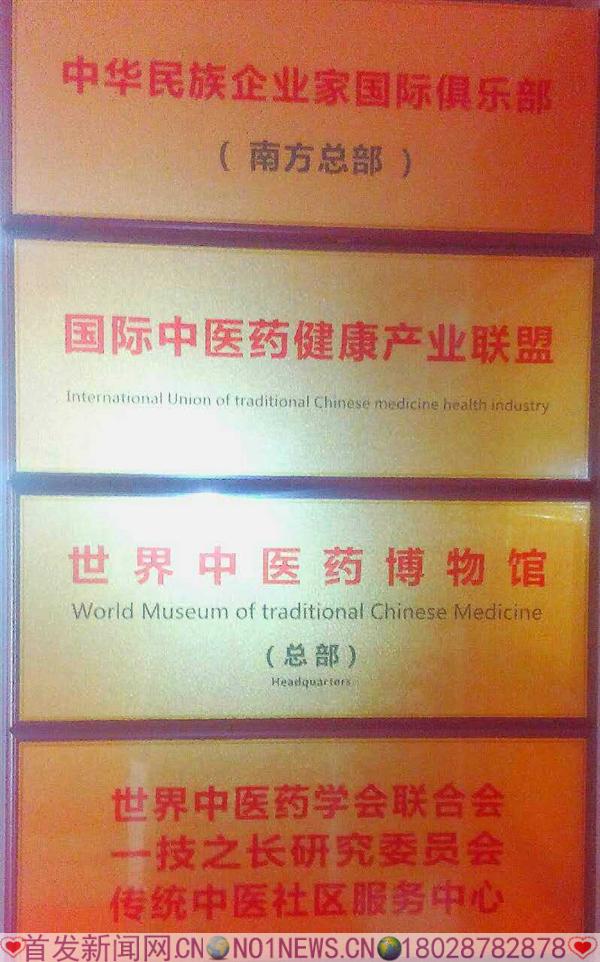 中华民族企业家国际俱乐部
（南方总部）
国际中医药健康产业联盟
International Union of traditional Chinese medicine health industry
世界中医药博物馆
World Museum of traditional Chinese Medicine
（总部）
Headquarters
世界中医药学会联合会
一技之长研究委员会
传统中医社区服务中心
首发新闻网.CN NO1NEWS.CN 18028782878